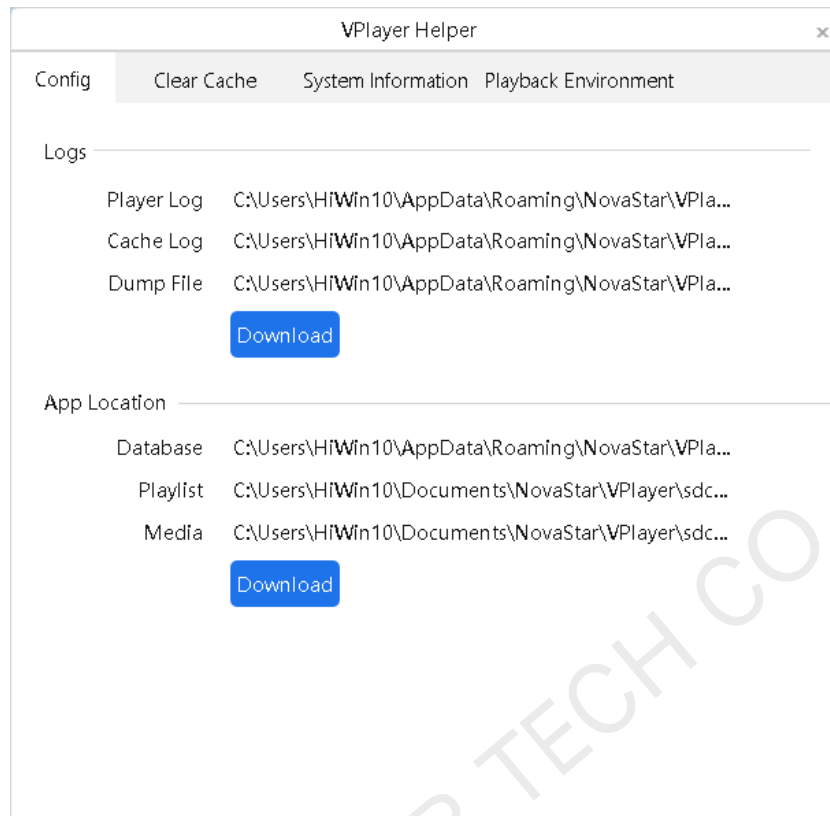 VPlayer Helper ×
Config Clear Cache System Information Playback Environment
Logs
Player Log C:\Users\HiWin10\AppData\Roaming\NovaStar\VPla...
Cache Log C:\Users\HiWin10\AppData\Roaming\NovaStar\VPla...
Dump File C:\Users\HiWin10\AppData\Roaming\NovaStar\VPla...
Download
App Location
Database C:\Users\HiWin10\AppData\Roaming\NovaStar\VPla...
Playlist C:\Users\HiWin10\Documents\NovaStar\VPlayer\sdc...
Media C:\Users\HiWin10\Documents\NovaStar\VPlayer\sdc...
Download
R TECH CO